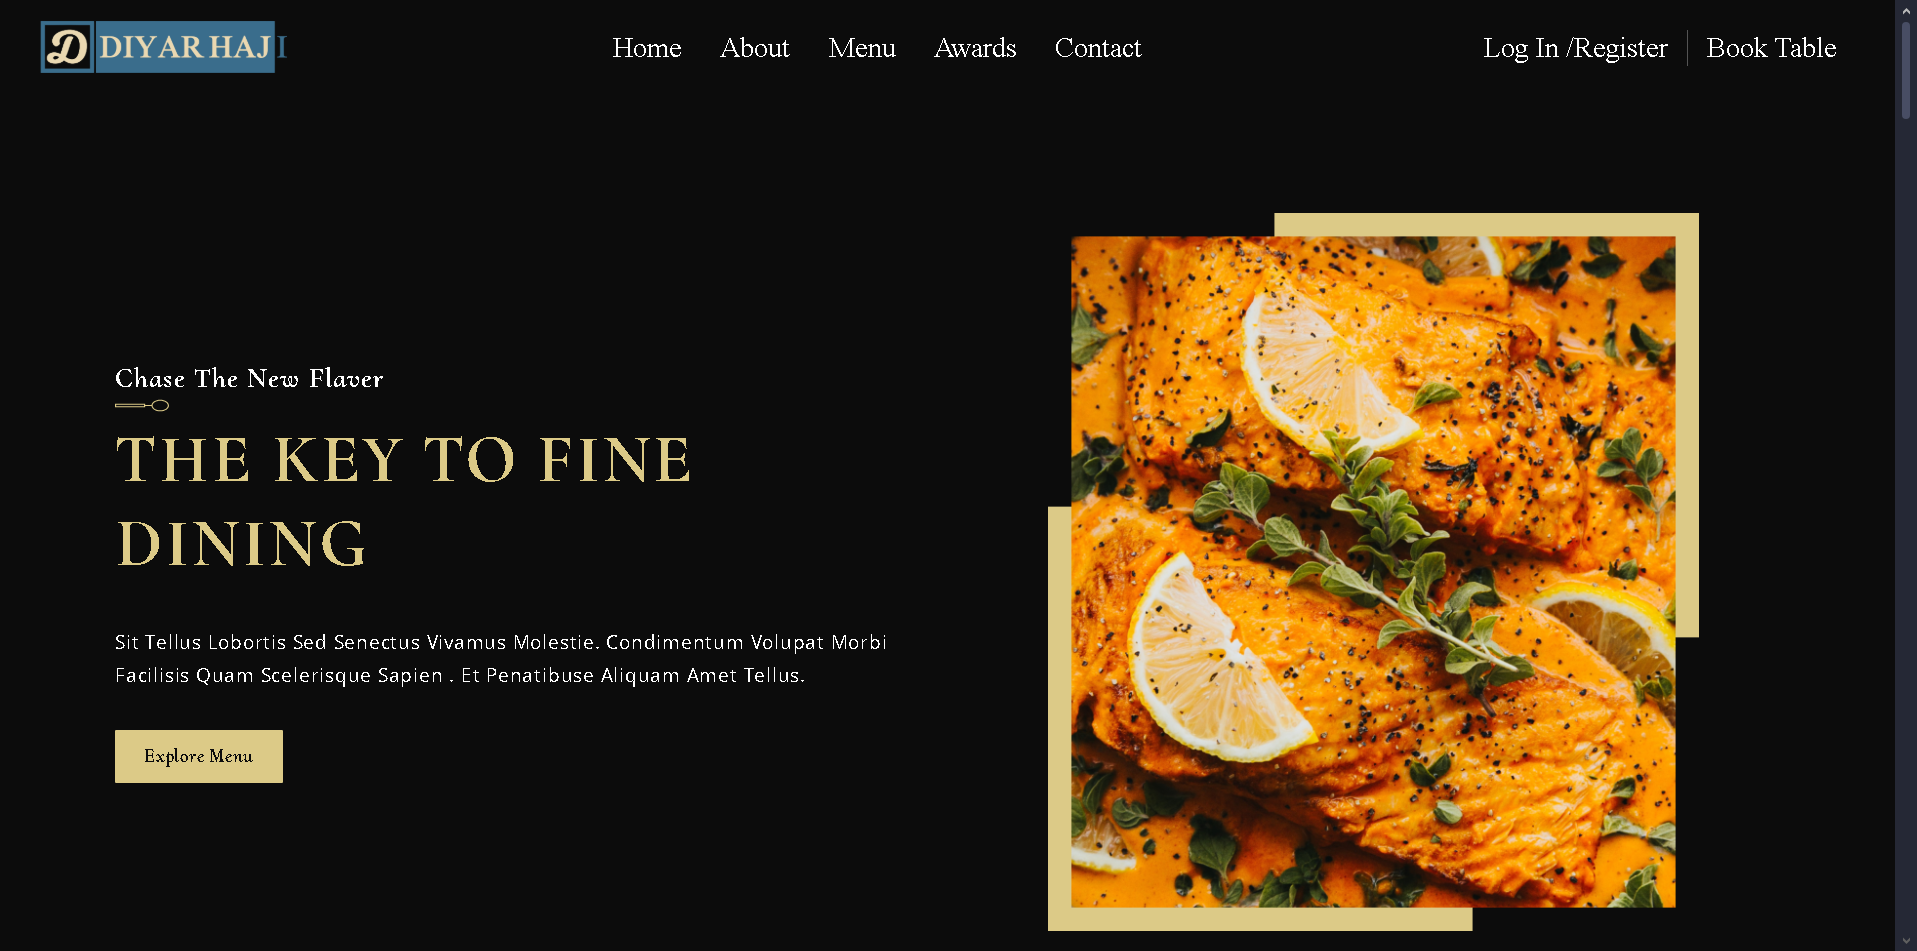 D DIYAR HAJI
Home About Menu Awards Contact
Log In /Register Book Table
Chase The New Flaver
THE KEY TO FINE
DINING
Sit Tellus Lobortis Sed Senectus Vivamus Molestie. Condimentum Volupat Morbi
Facilisis Quam Scelerisque Sapien . Et Penatibuse Aliquam Amet Tellus.
Explore Menu